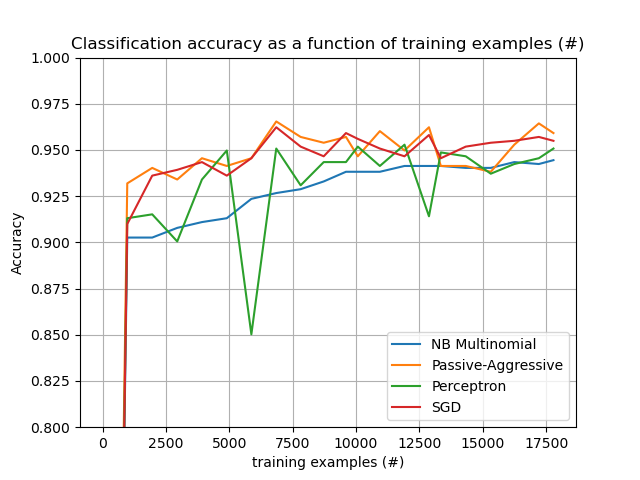 Classification accuracy as a function of training examples (#)
1.000
0.975
0.950
0.925
0.900
0.875
0.850
0.825
0.800
Accuracy
NB Multinomial
Passive-Aggressive
Perceptron
SGD
0 2500 5000 7500 10000 12500 15000 17500
training examples (#)